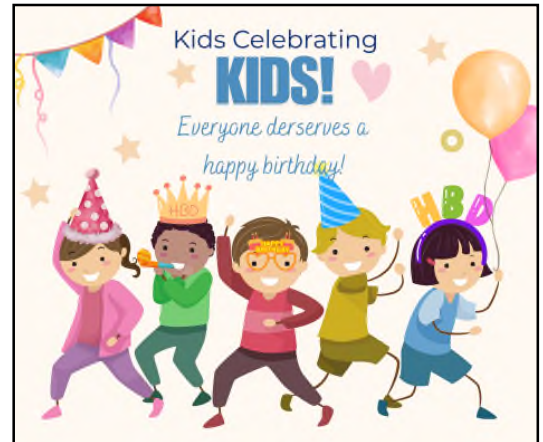 Kids Celebrating
KIDS!
Everyone derserves a
happy birthday!
HBD
HBD